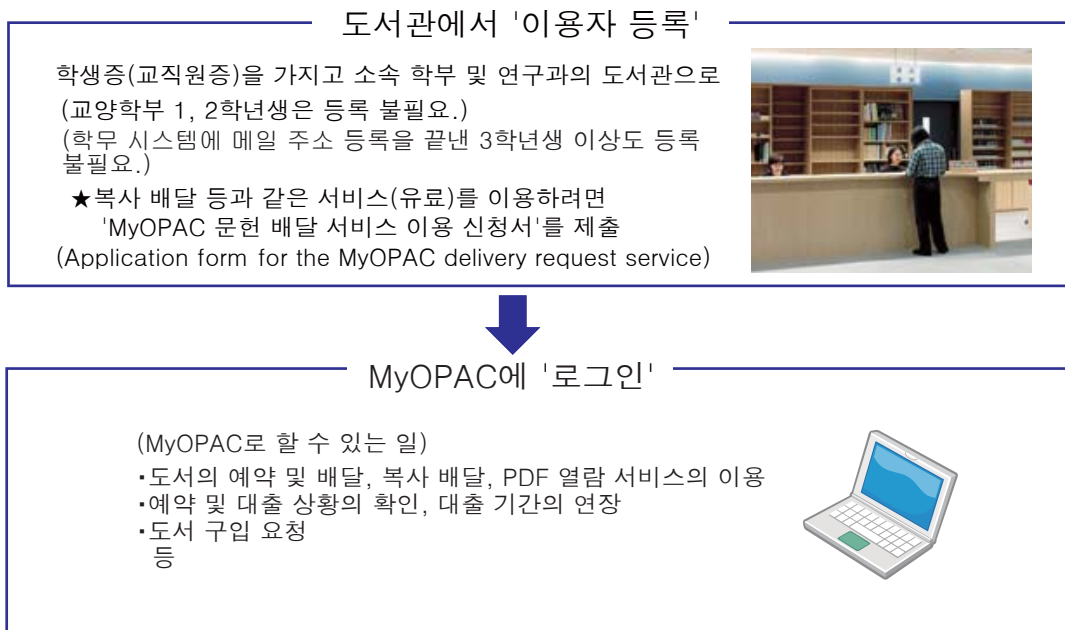 도서관에서 '이용자 등록'
학생증(교직원증)을 가지고 소속 학부 및 연구과의 도서관으로
(교양학부 1, 2학년생은 등록 불필요.)
(학무 시스템에 메일 주소 등록을 끝낸 3학년생 이상도 등록
불필요.)
★복사 배달 등과 같은 서비스(유료)를 이용하려면
'MyOPAC 문헌 배달 서비스 이용 신청서'를 제출
(Application form for the MyOPAC delivery request service)
MyOPAC에 '로그인'
(MyOPAC로 할 수 있는 일)
・도서의 예약 및 배달, 복사 배달, PDF 열람 서비스의 이용
・예약 및 대출 상황의 확인, 대출 기간의 연장
・도서 구입 요청
등